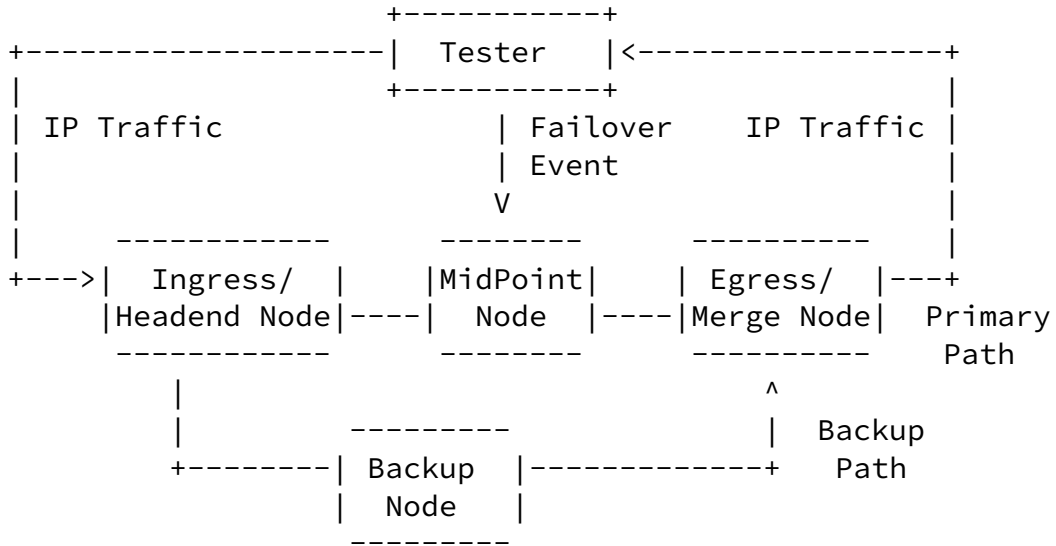 Tester
IP Traffic Failover IP Traffic
Event
V
Ingress/ MidPoint Egress/
Headend Node Node Merge Node Primary
Path
Backup
Backup Path
Node